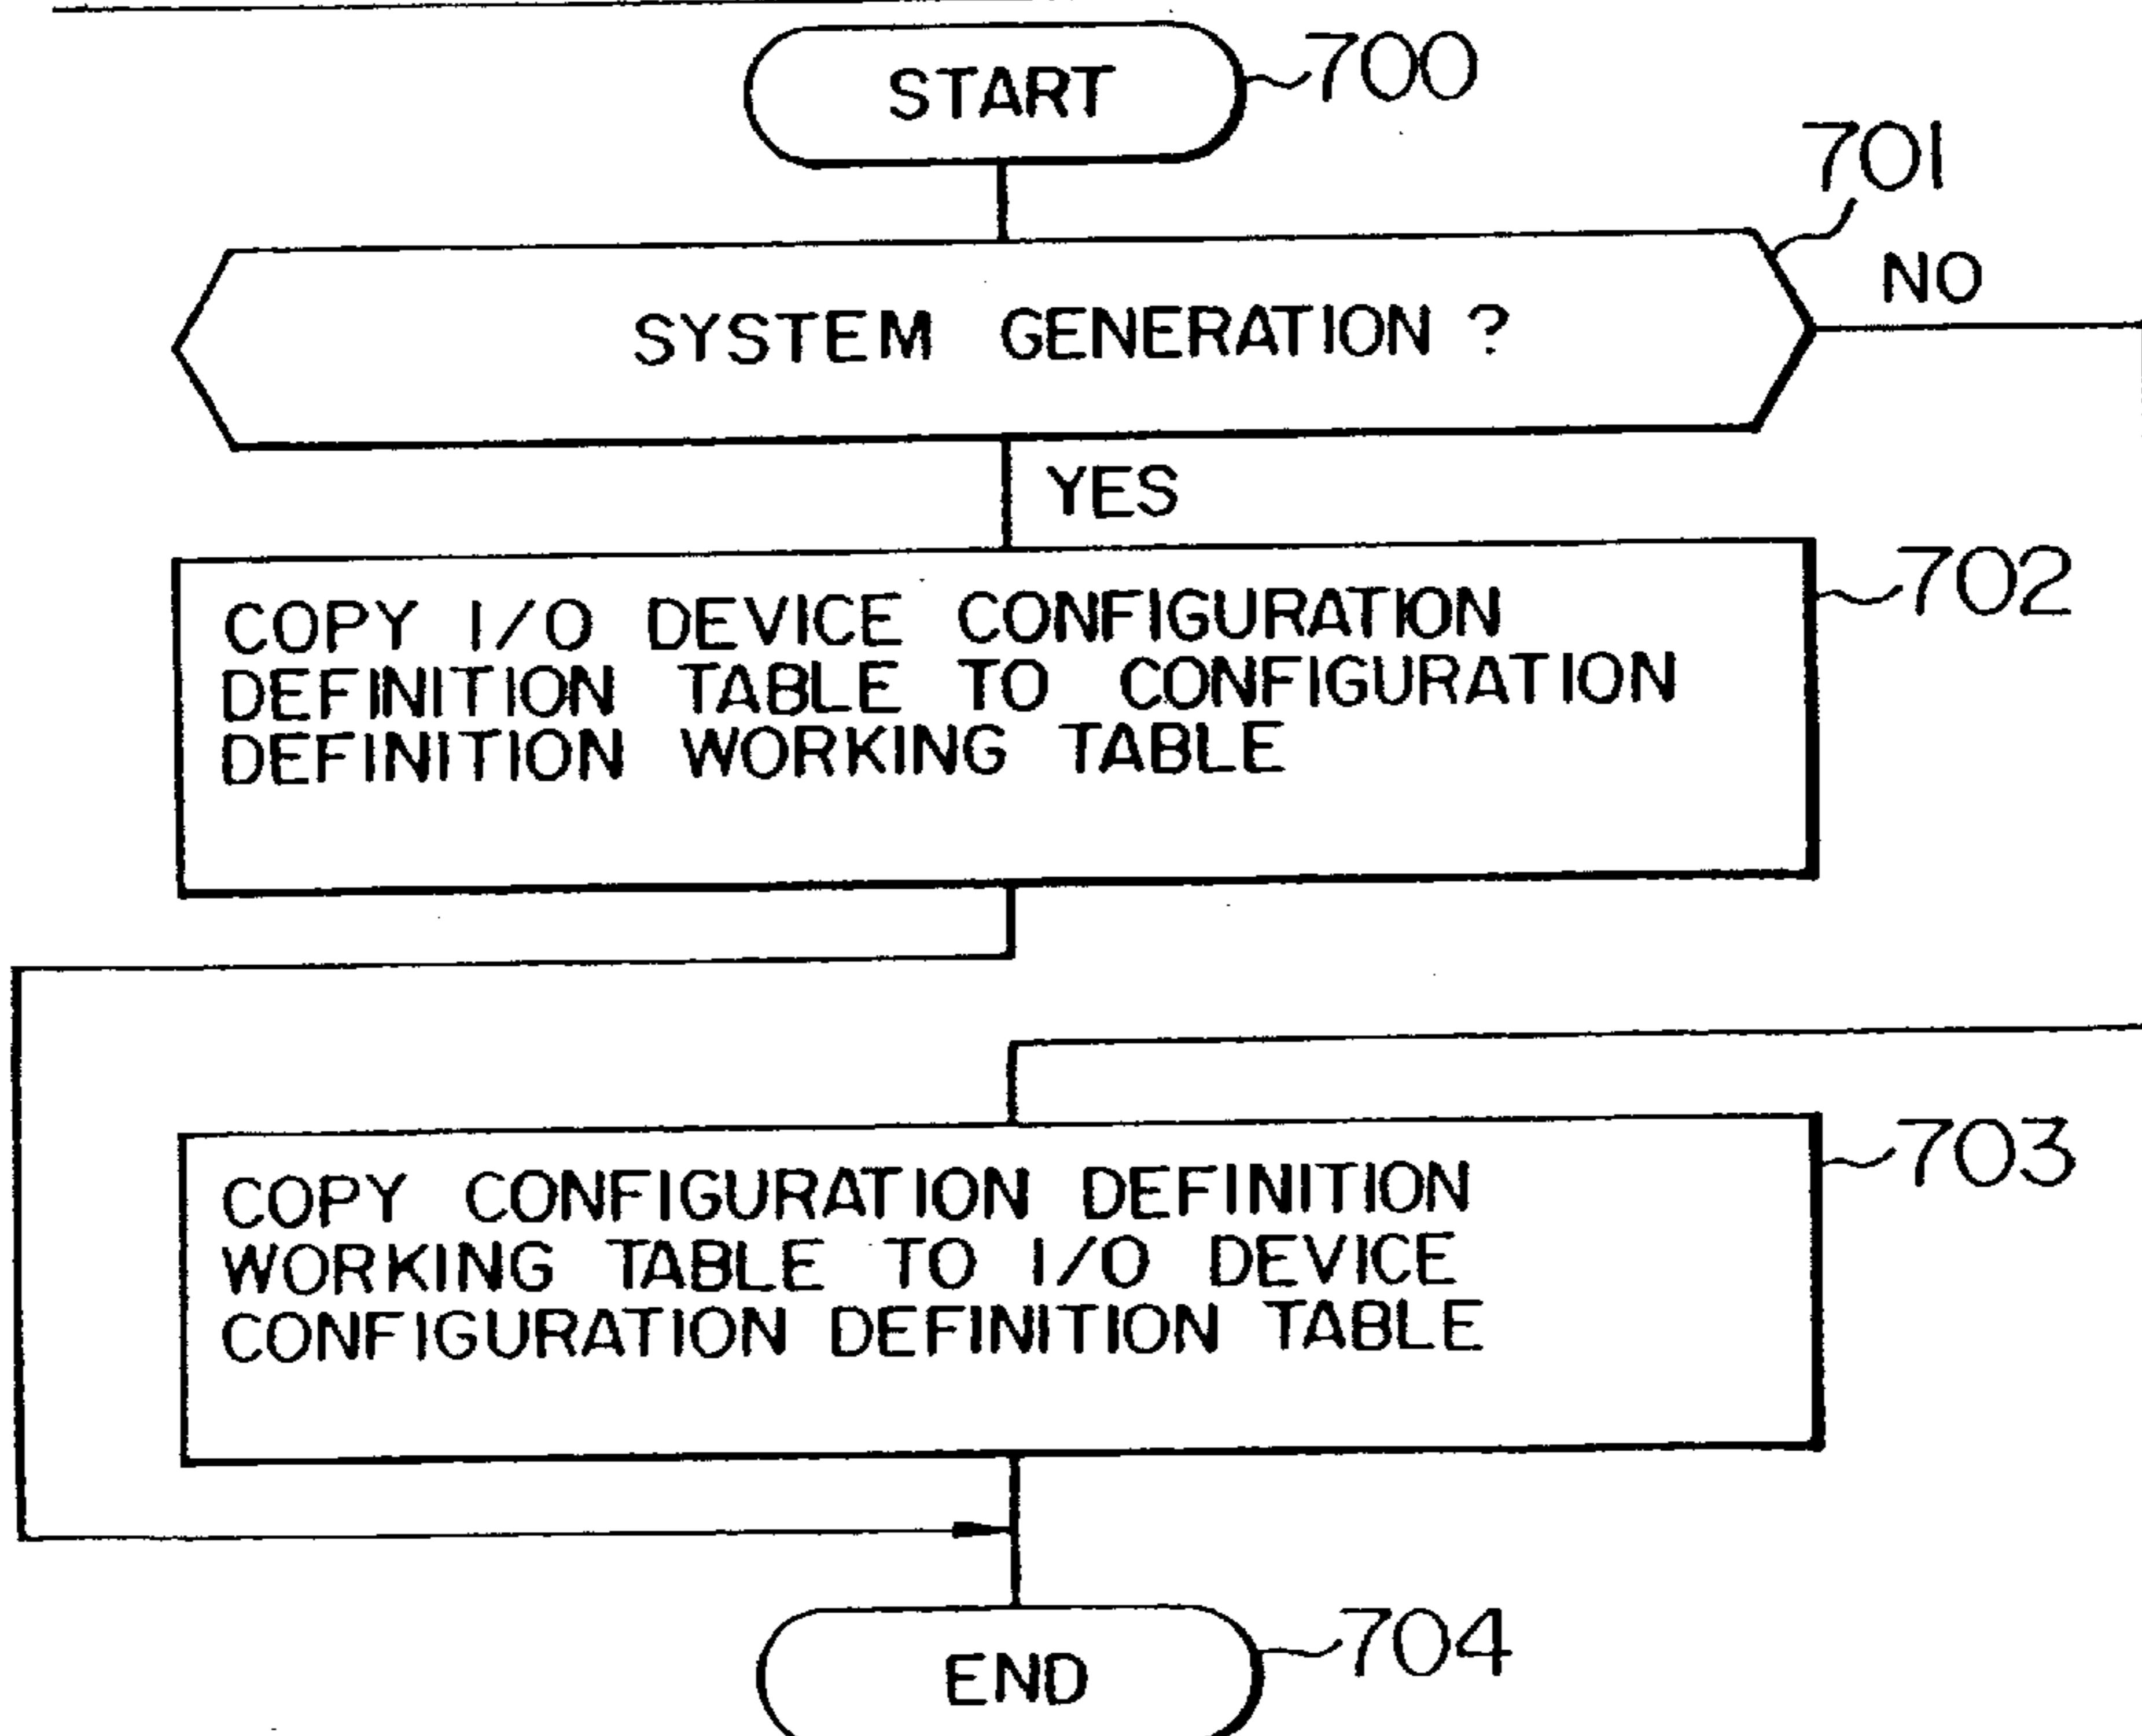 START
700
701
NO
SYSTEM GENERATION ?
YES
702
COPY I/O DEVICE CONFIGURATION
DEFINITION TABLE TO CONFIGURATION
DEFINITION WORKING TABLE
703
COPY CONFIGURATION DEFINITION
WORKING TABLE TO I/O DEVICE
CONFIGURATION DEFINITION TABLE
704
END